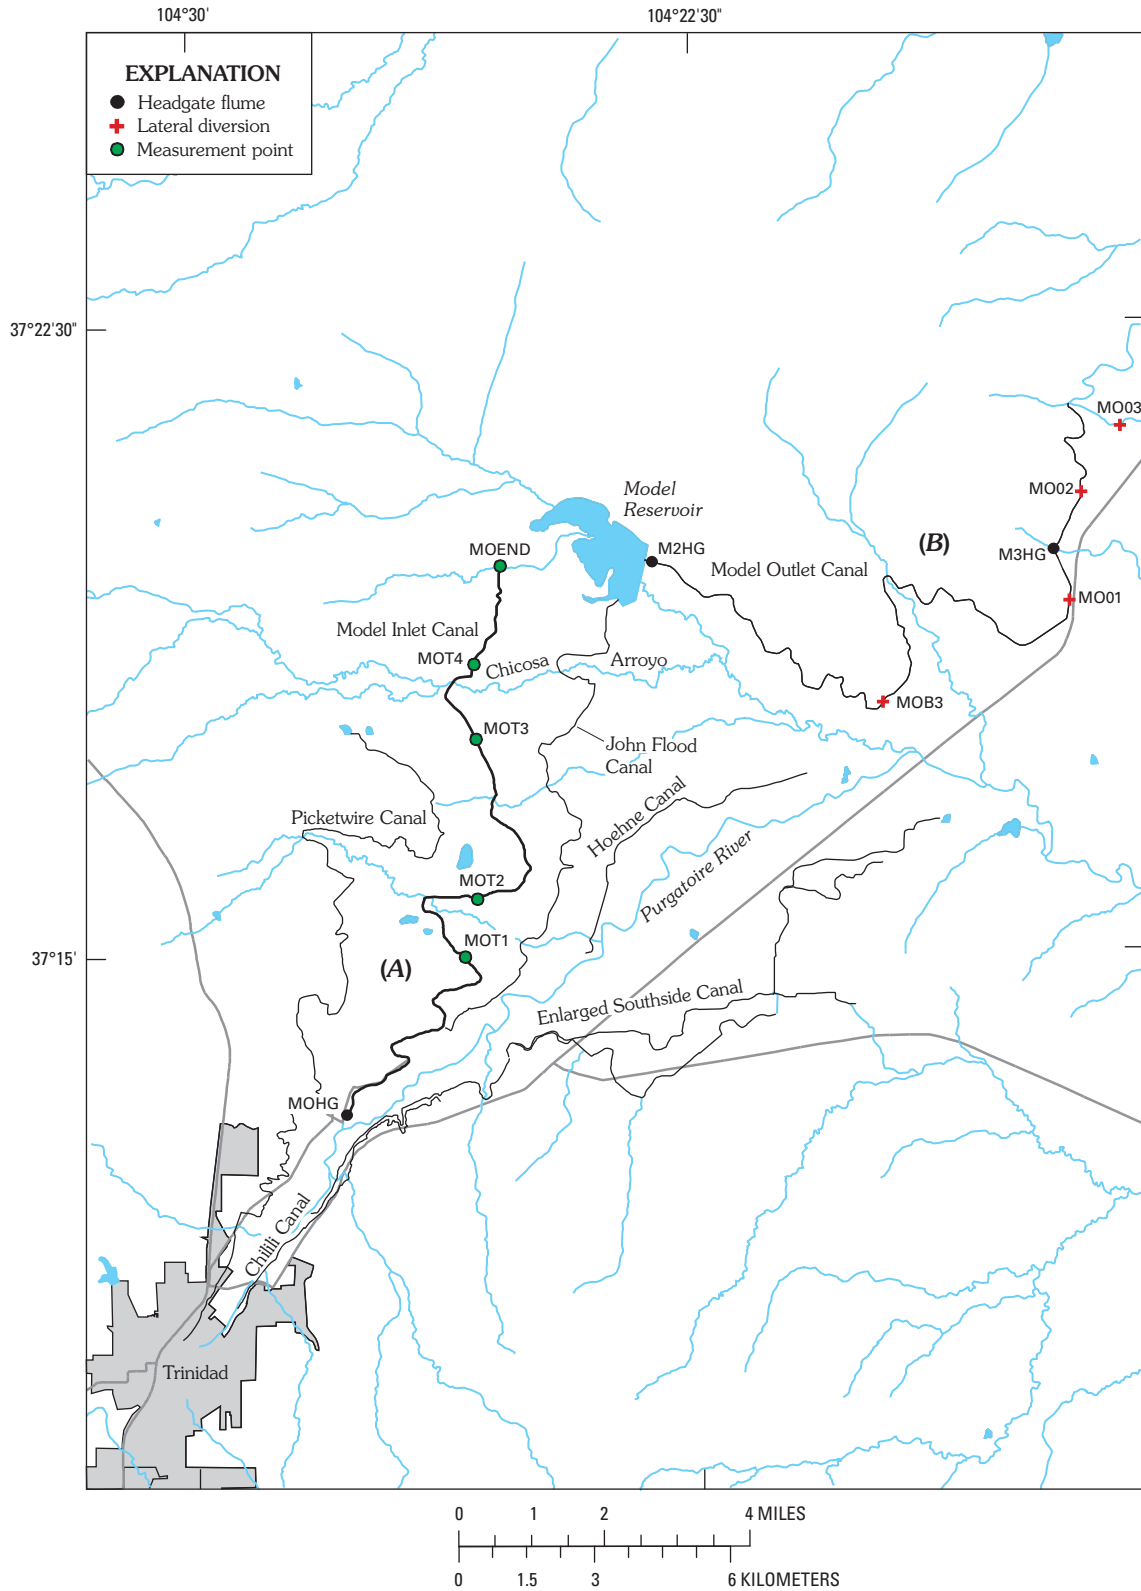 104°30'
104°22'30"
EXPLANATION
Headgate flume
Lateral diversion
Measurement point
37°22'30"
MO03
Model
Reservoir
MO02
(B)
MOEND
M2HG
M3HG
Model Outlet Canal
MO01
Model Inlet Canal
MOT4
Chicosa
Arroyo
MOB3
MOT3
John Flood
Canal
Hoehne Canal
Picketwire Canal
Purgatoire River
MOT2
MOT1
37°15'
(A)
Enlarged Southside Canal
MOHG
Chilili Canal
Trinidad
0 1 2 4 MILES
0 1.5 3 6 KILOMETERS